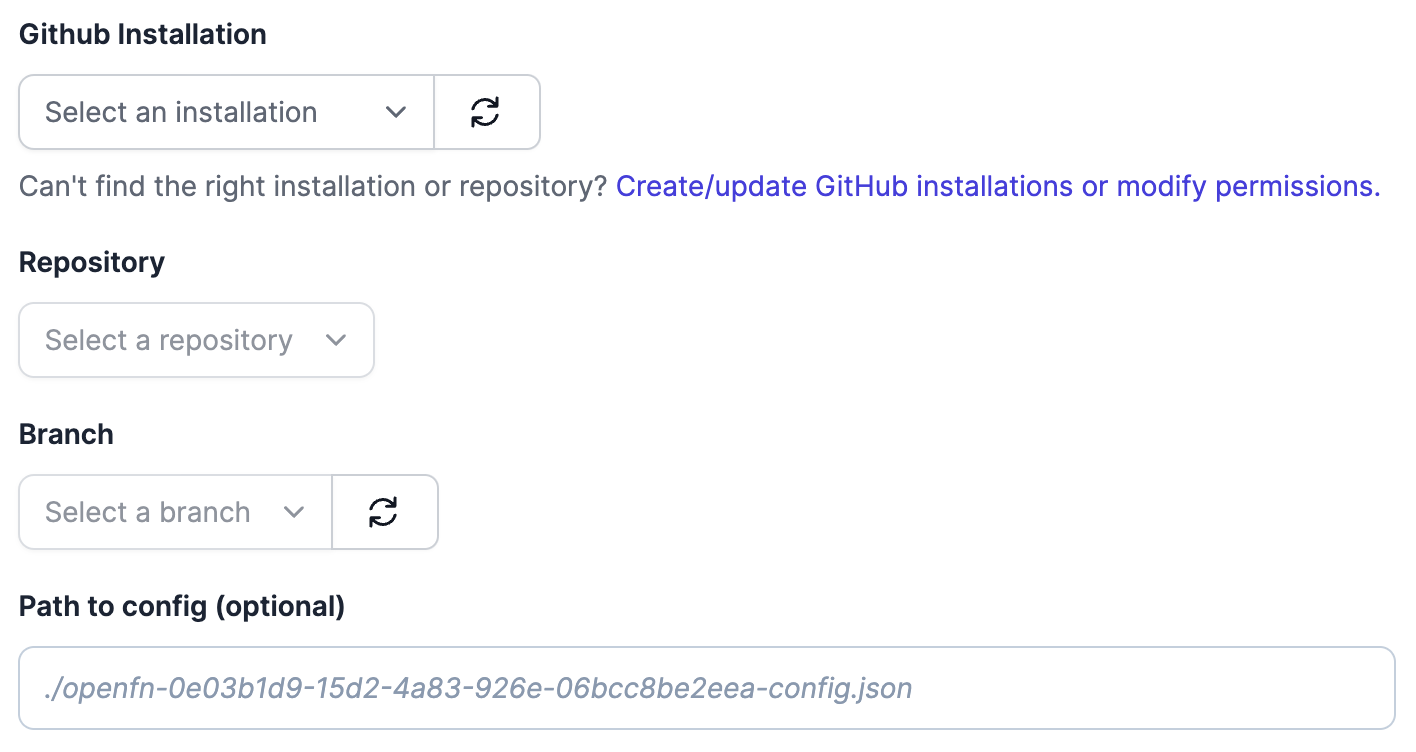 Github Installation
Select an installation
Can't find the right installation or repository? Create/update GitHub installations or modify permissions.
Repository
Select a repository
Branch
Select a branch
Path to config (optional)
./openfn-0e03b1d9-15d2-4a83-926e-06bcc8be2eea-config.json